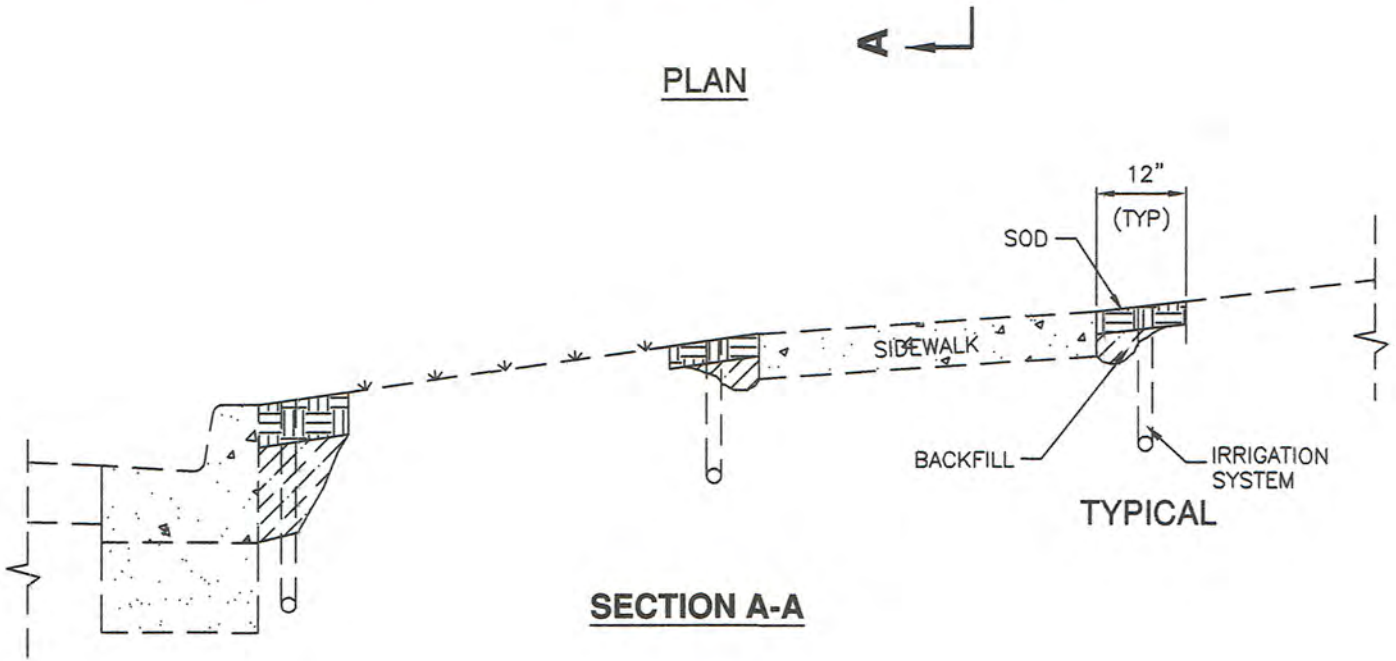 A
PLAN
12"
(TYP)
SOD
SIDEWALK
BACKFILL
IRRIGATION
SYSTEM
TYPICAL
SECTION A-A